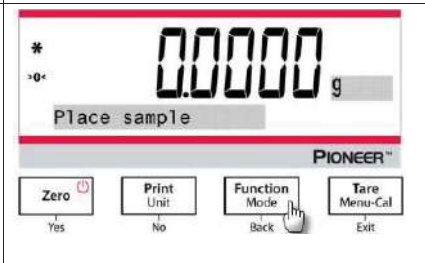 *
0.0000 g
>0<
Place sample
PIONEER™
Zero Print Function Tare
Unit Mode Menu-Cal
Yes No Back Exit